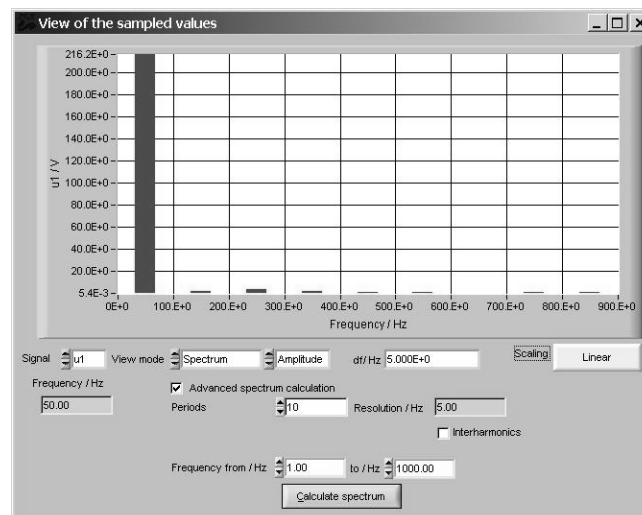 View of the sampled values
216.2E+0
200.0E+0
180.0E+0
160.0E+0
140.0E+0
120.0E+0
100.0E+0
80.0E+0
60.0E+0
40.0E+0
20.0E+0
5.4E-3
u1 / V
0E+0 100.E+0 200.E+0 300.E+0 400.E+0 500.E+0 600.E+0 700.E+0 800.E+0 900.E+0
Frequency / Hz
Signal u1 View mode Spectrum Amplitude df/ Hz 5.000E+0 Scaling Linear
Frequency / Hz
50.00
Advanced spectrum calculation
Periods 10 Resolution / Hz 5.00
Interharmonics
Frequency from / Hz 1.00 to / Hz 1000.00
Calculate spectrum